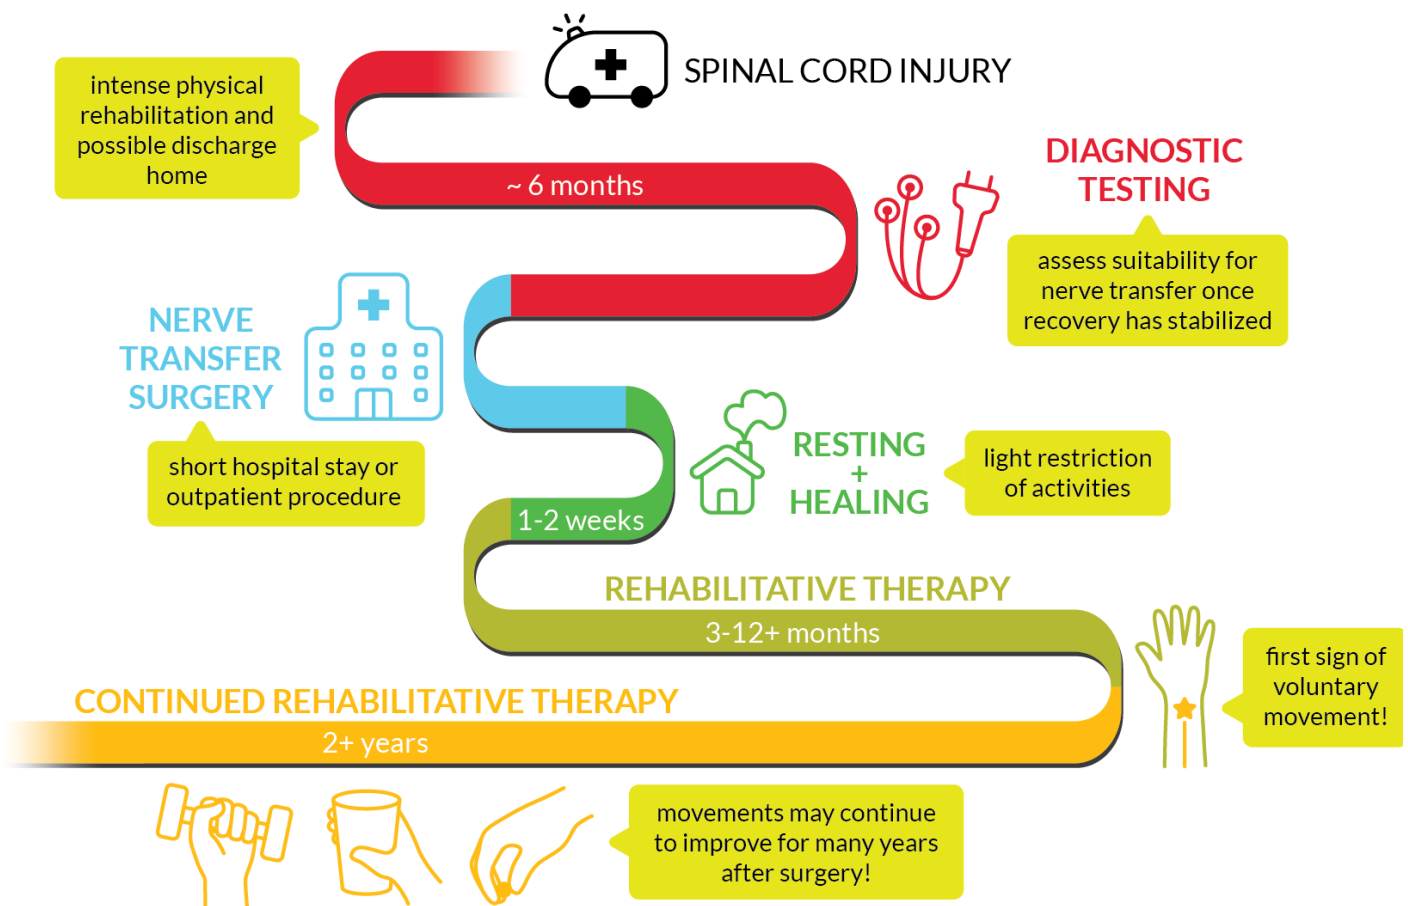 SPINAL CORD INJURY
intense physical
rehabilitation and
possible discharge
home
~ 6 months
DIAGNOSTIC
TESTING
assess suitability for
nerve transfer once
recovery has stabilized
NERVE
TRANSFER
SURGERY
short hospital stay or
outpatient procedure
RESTING
+
HEALING
light restriction
of activities
1-2 weeks
REHABILITATIVE THERAPY
3-12+ months
first sign of
voluntary
movement!
CONTINUED REHABILITATIVE THERAPY
2+ years
movements may continue
to improve for many years
after surgery!